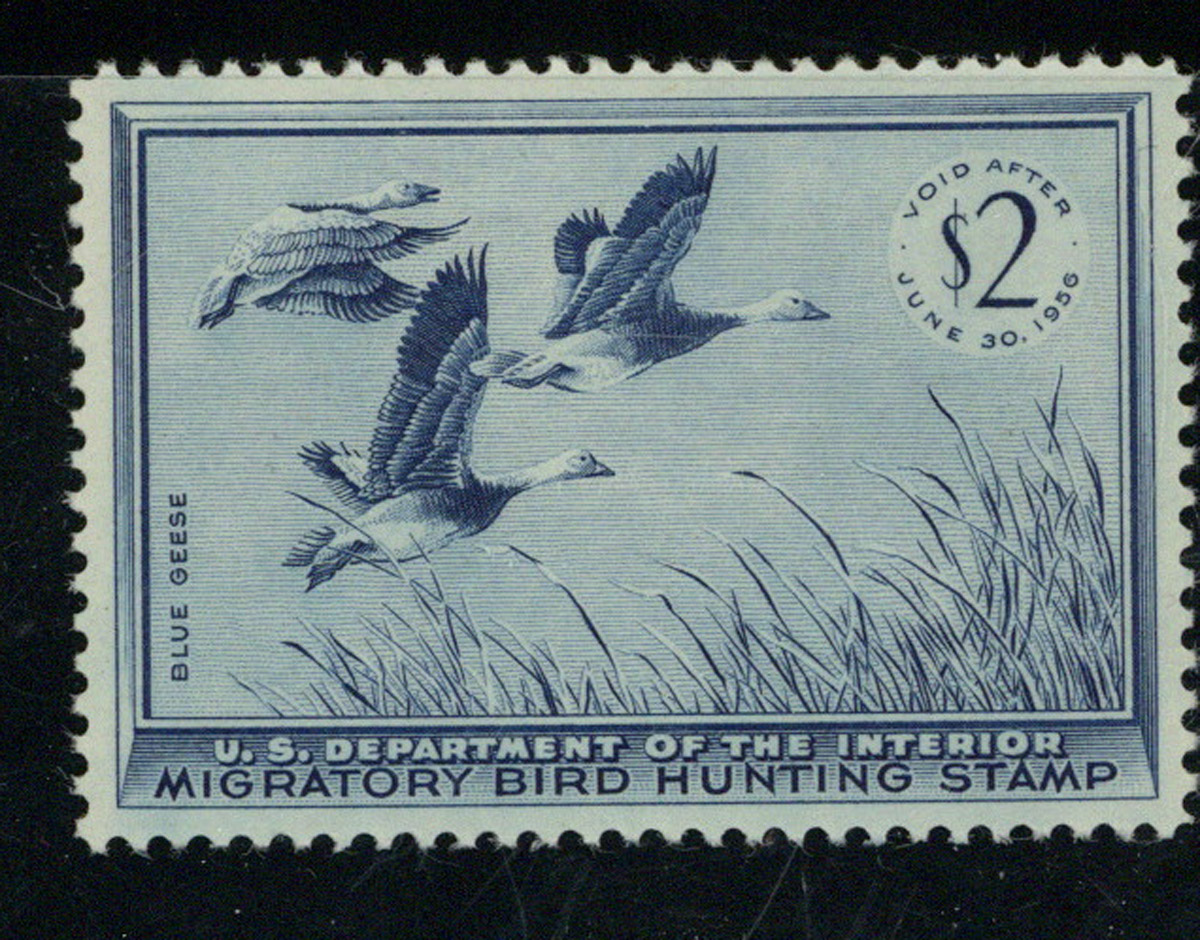 VOID AFTER
$2
JUNE 30, 1956
BLUE GEESE
U. S. DEPARTMENT OF THE INTERIOR
MIGRATORY BIRD HUNTING STAMP